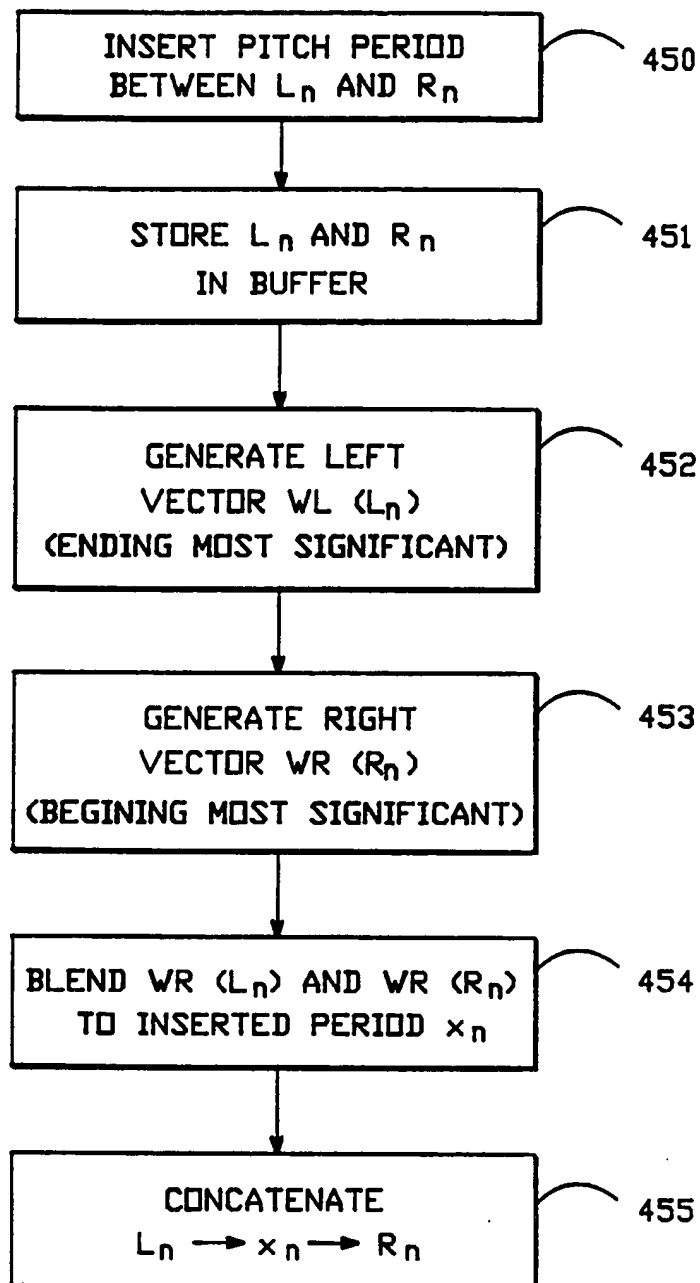 INSERT PITCH PERIOD
BETWEEN Ln AND Rn
450
STORE Ln AND Rn
IN BUFFER
451
GENERATE LEFT
VECTOR WL (Ln)
(ENDING MOST SIGNIFICANT)
452
GENERATE RIGHT
VECTOR WR (Rn)
(BEGINING MOST SIGNIFICANT)
453
BLEND WR (Ln) AND WR (Rn)
TO INSERTED PERIOD xn
454
CONCATENATE
Ln → xn → Rn
455